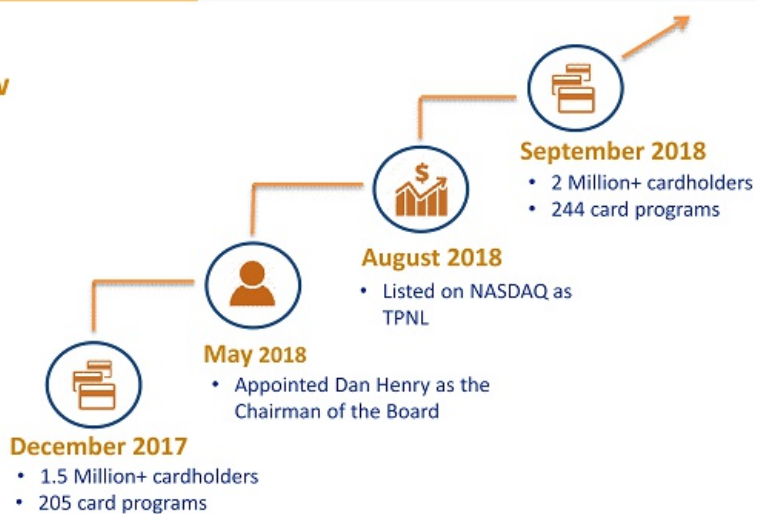 December 2017
• 1.5 Million+ cardholders
• 205 card programs
May 2018
• Appointed Dan Henry as the
Chairman of the Board
August 2018
• Listed on NASDAQ as
TPNL
September 2018
• 2 Million+ cardholders
• 244 card programs
$